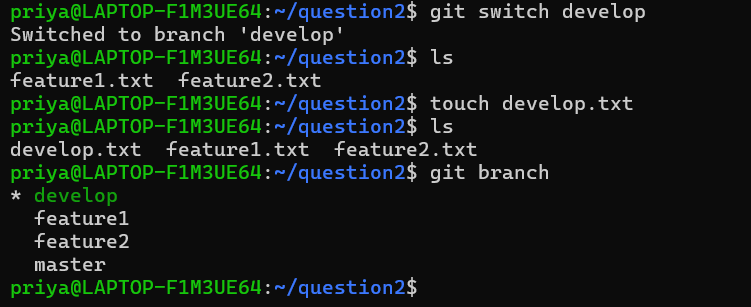 priya@LAPTOP-F1M3UE64:~/question2$ git switch develop
Switched to branch 'develop'
priya@LAPTOP-F1M3UE64:~/question2$ ls
feature1.txt  feature2.txt
priya@LAPTOP-F1M3UE64:~/question2$ touch develop.txt
priya@LAPTOP-F1M3UE64:~/question2$ ls
develop.txt  feature1.txt  feature2.txt
priya@LAPTOP-F1M3UE64:~/question2$ git branch
* develop
  feature1
  feature2
  master
priya@LAPTOP-F1M3UE64:~/question2$